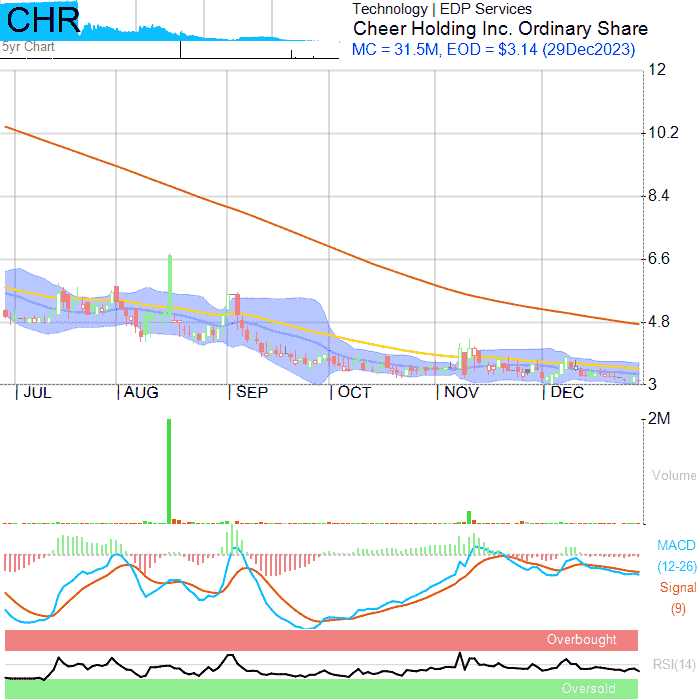 CHR
5yr Chart
Technology | EDP Services
Cheer Holding Inc. Ordinary Share
MC = 31.5M, EOD = $3.14 (29Dec2023)
12
10.2
8.4
6.6
4.8
3
JUL AUG SEP OCT NOV DEC
2M
Volume
MACD
(12-26)
Signal
(9)
Overbought
RSI(14)
Oversold